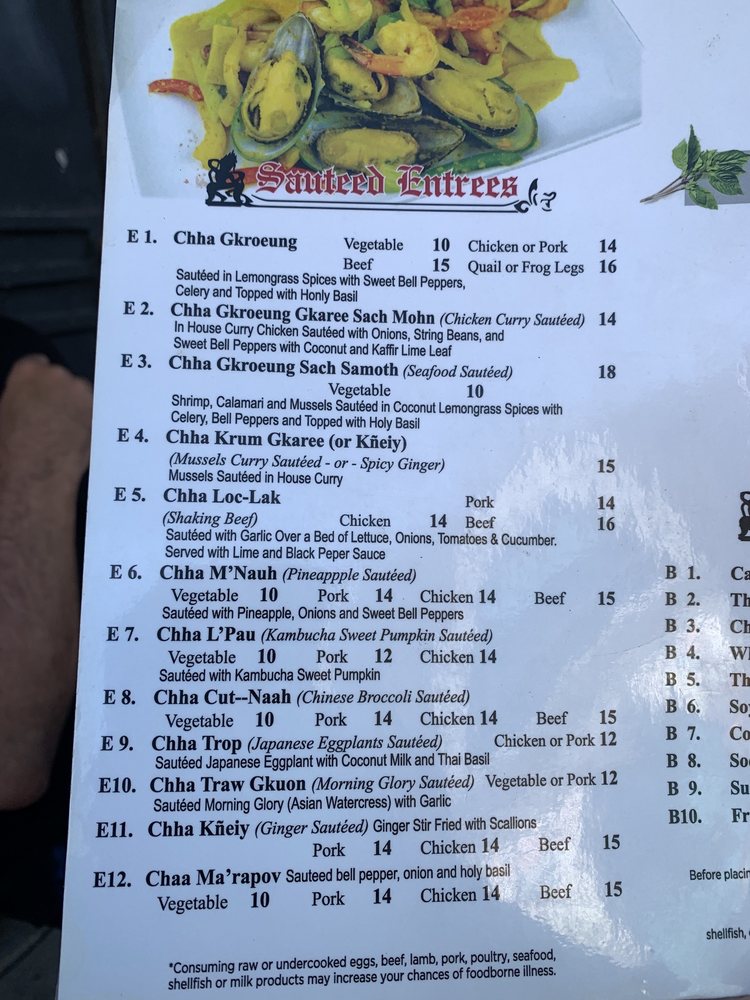 Sauteed Entrees
E 1. Chha Gkroeung Vegetable 10 Chicken or Pork 14
Beef 15 Quail or Frog Legs 16
Sautéed in Lemongrass Spices with Sweet Bell Peppers,
Celery and Topped with Honly Basil
E 2. Chha Gkroeung Gkaree Sach Mohn (Chicken Curry Sautéed) 14
In House Curry Chicken Sautéed with Onions, String Beans, and
Sweet Bell Peppers with Coconut and Kaffir Lime Leaf
E 3. Chha Gkroeung Sach Samoth (Seafood Sautéed) 18
Vegetable 10
Shrimp, Calamari and Mussels Sautéed in Coconut Lemongrass Spices with
Celery, Bell Peppers and Topped with Holy Basil
E 4. Chha Krum Gkaree (or Kñeiy)
(Mussels Curry Sautéed - or - Spicy Ginger) 15
Mussels Sautéed in House Curry
E 5. Chha Loc-Lak Pork 14
(Shaking Beef) Chicken 14 Beef 16
Sautéed with Garlic Over a Bed of Lettuce, Onions, Tomatoes & Cucumber.
Served with Lime and Black Peper Sauce
E 6. Chha M'Nauh (Pineappple Sautéed)
Vegetable 10 Pork 14 Chicken 14 Beef 15
Sautéed with Pineapple, Onions and Sweet Bell Peppers
E 7. Chha L'Pau (Kambucha Sweet Pumpkin Sautéed)
Vegetable 10 Pork 12 Chicken 14
Sautéed with Kambucha Sweet Pumpkin
E 8. Chha Cut--Naah (Chinese Broccoli Sautéed)
Vegetable 10 Pork 14 Chicken 14 Beef 15
E 9. Chha Trop (Japanese Eggplants Sautéed) Chicken or Pork 12
Sautéed Japanese Eggplant with Coconut Milk and Thai Basil
E10. Chha Traw Gkuon (Morning Glory Sautéed) Vegetable or Pork 12
Sautéed Morning Glory (Asian Watercress) with Garlic
E11. Chha Kñeiy (Ginger Sautéed) Ginger Stir Fried with Scallions
Pork 14 Chicken 14 Beef 15
E12. Chaa Ma'rapov Sauteed bell pepper, onion and holy basil
Vegetable 10 Pork 14 Chicken 14 Beef 15
*Consuming raw or undercooked eggs, beef, lamb, pork, poultry, seafood,
shellfish or milk products may increase your chances of foodborne illness.
B 1. Ca
B 2. Th
B 3. Ch
B 4.
B 5. Th
B 6. So
B 7. Co
B 8. So
B 9. Su
B10. Fr
Before placin
shellfish,